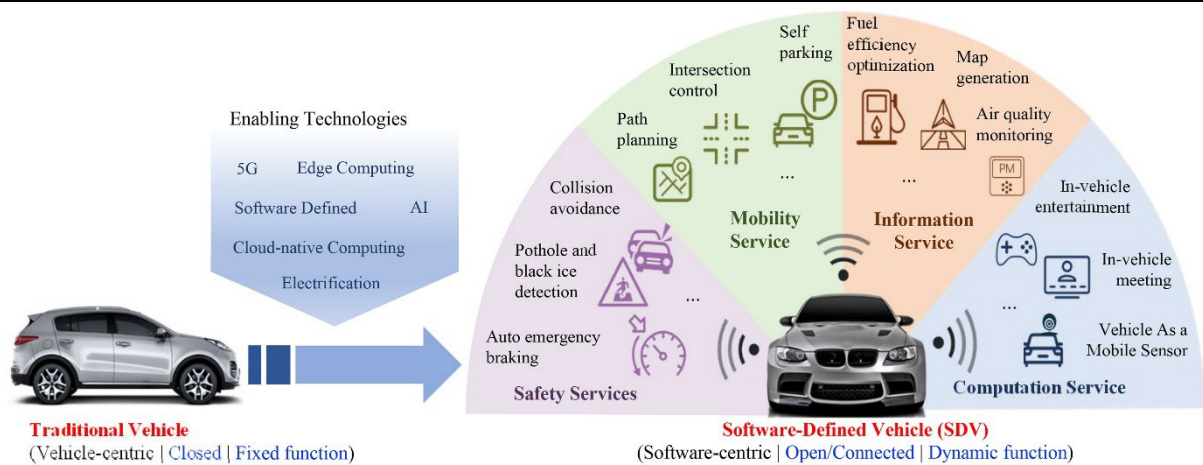 Enabling Technologies
5G Edge Computing
Software Defined AI
Cloud-native Computing
Electrification
Traditional Vehicle
(Vehicle-centric | Closed | Fixed function)
Collision
avoidance
Pothole and
black ice
detection
...
Auto emergency
braking
Safety Services
Self
parking
Intersection
control
Path
planning
P
...
Mobility
Service
Fuel
efficiency
optimization
Map
generation
Air quality
monitoring
PM
...
Information
Service
In-vehicle
entertainment
In-vehicle
meeting
...
Vehicle As a
Mobile Sensor
Computation Service
Software-Defined Vehicle (SDV)
(Software-centric | Open/Connected | Dynamic function)